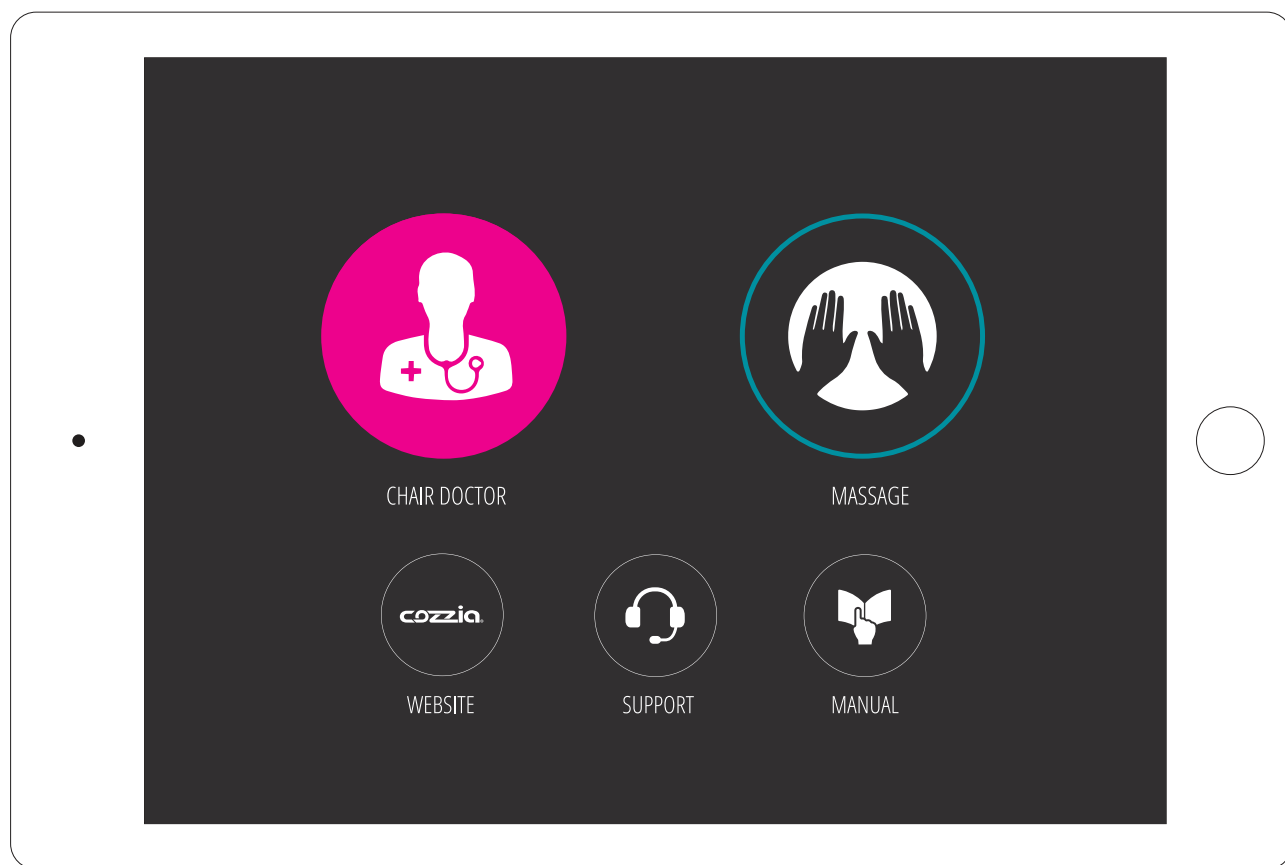 CHAIR DOCTOR
MASSAGE
cozzia
WEBSITE
SUPPORT
MANUAL